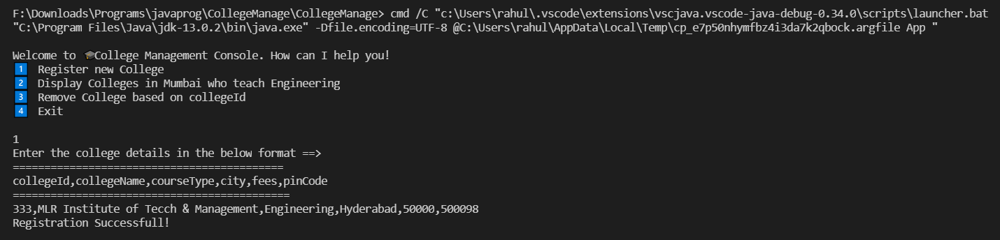 F:\Downloads\Programs\javaprog\CollegeManage\CollegeManage> cmd /C "c:\Users\rahul\.vscode\extensions\vscjava.vscode-java-debug-0.34.0\scripts\launcher.bat
"C:\Program Files\Java\jdk-13.0.2\bin\java.exe" -Dfile.encoding=UTF-8 @C:\Users\rahul\AppData\Local\Temp\cp_e7p50nhymfbz4i3da7k2qbock.argfile App "
Welcome to 🎓College Management Console. How can I help you!
1️⃣ Register new College
2️⃣ Display Colleges in Mumbai who teach Engineering
3️⃣ Remove College based on collegeId
4️⃣ Exit
1
Enter the college details in the below format ==>
===========================================
collegeId,collegeName,courseType,city,fees,pinCode
============================================
333,MLR Institute of Tecch & Management,Engineering,Hyderabad,50000,500098
Registration Successfull!